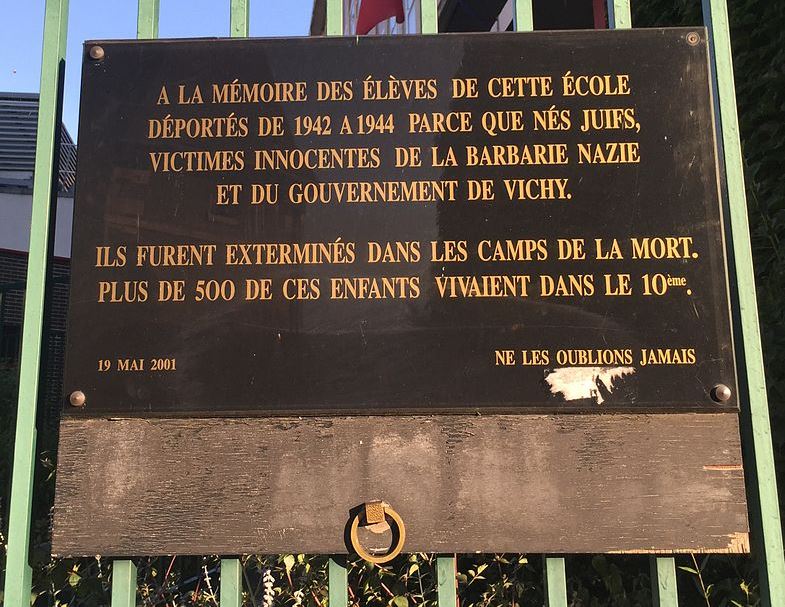 A LA MÉMOIRE DES ÉLÈVES DE CETTE ÉCOLE
DÉPORTÉS DE 1942 A 1944 PARCE QUE NÉS JUIFS,
VICTIMES INNOCENTES DE LA BARBARIE NAZIE
ET DU GOUVERNEMENT DE VICHY.
ILS FURENT EXTERMINÉS DANS LES CAMPS DE LA MORT.
PLUS DE 500 DE CES ENFANTS VIVAIENT DANS LE 10ème.
19 MAI 2001 NE LES OUBLIONS JAMAIS